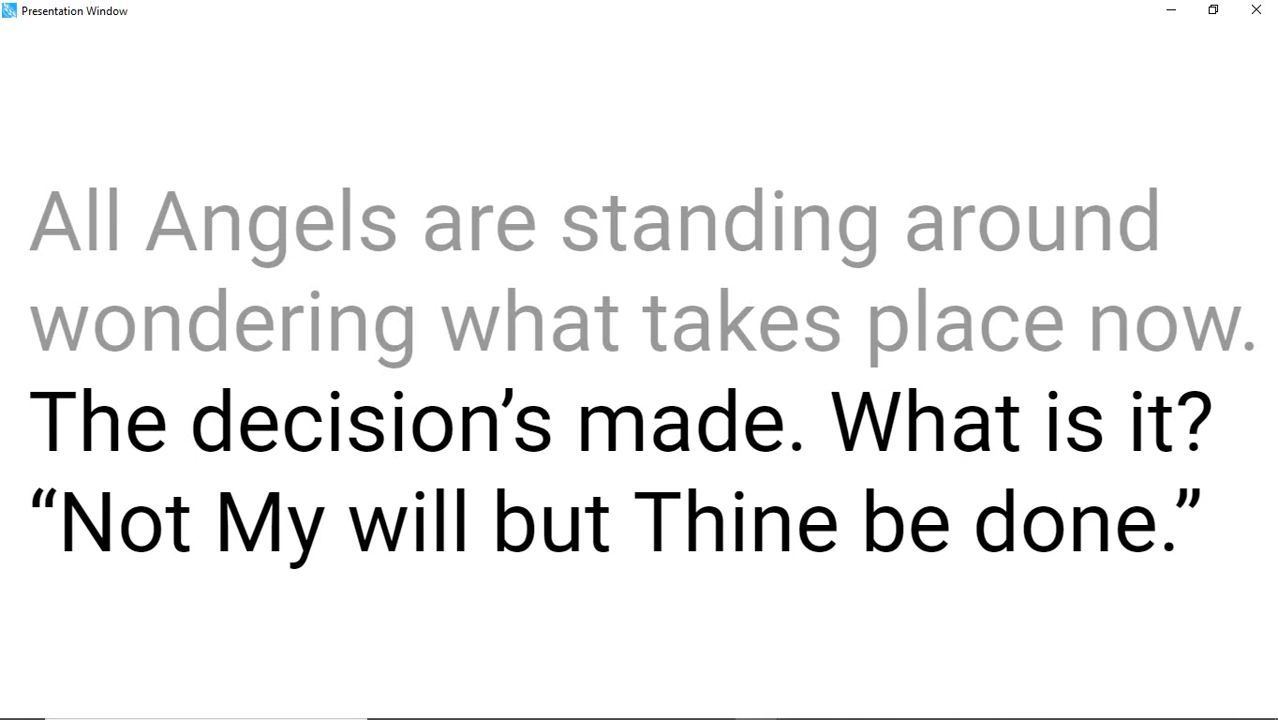 Presentation Window
All Angels are standing around
wondering what takes place now.
The decision’s made. What is it?
“Not My will but Thine be done.”